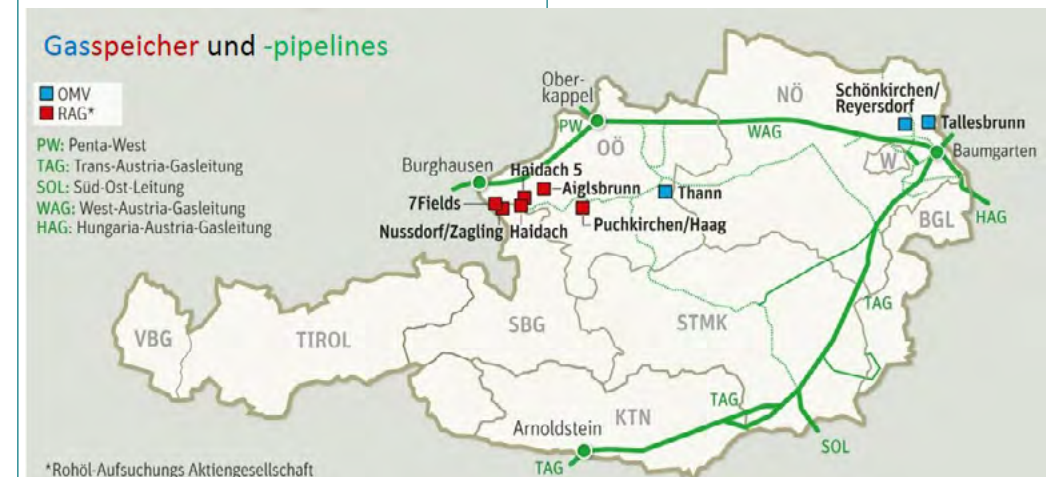 Gasspeicher und -pipelines
OMV
RAG*
PW: Penta-West
TAG: Trans-Austria-Gasleitung
SOL: Süd-Ost-Leitung
WAG: West-Austria-Gasleitung
HAG: Hungaria-Austria-Gasleitung
Ober-
kappel
PW
OÖ
NÖ
WAG
Schönkirchen/
Reyersdorf
Tallesbrunn
W
Baumgarten
Burghausen
Haidach 5
Aiglsbrunn
Thann
7Fields
Nussdorf/Zagling
Haidach
Puchkirchen/Haag
BGL
HAG
VBG
TIROL
SBG
STMK
TAG
KTN
TAG
Arnoldstein
SOL
TAG
*Rohöl-Aufsuchungs Aktiengesellschaft